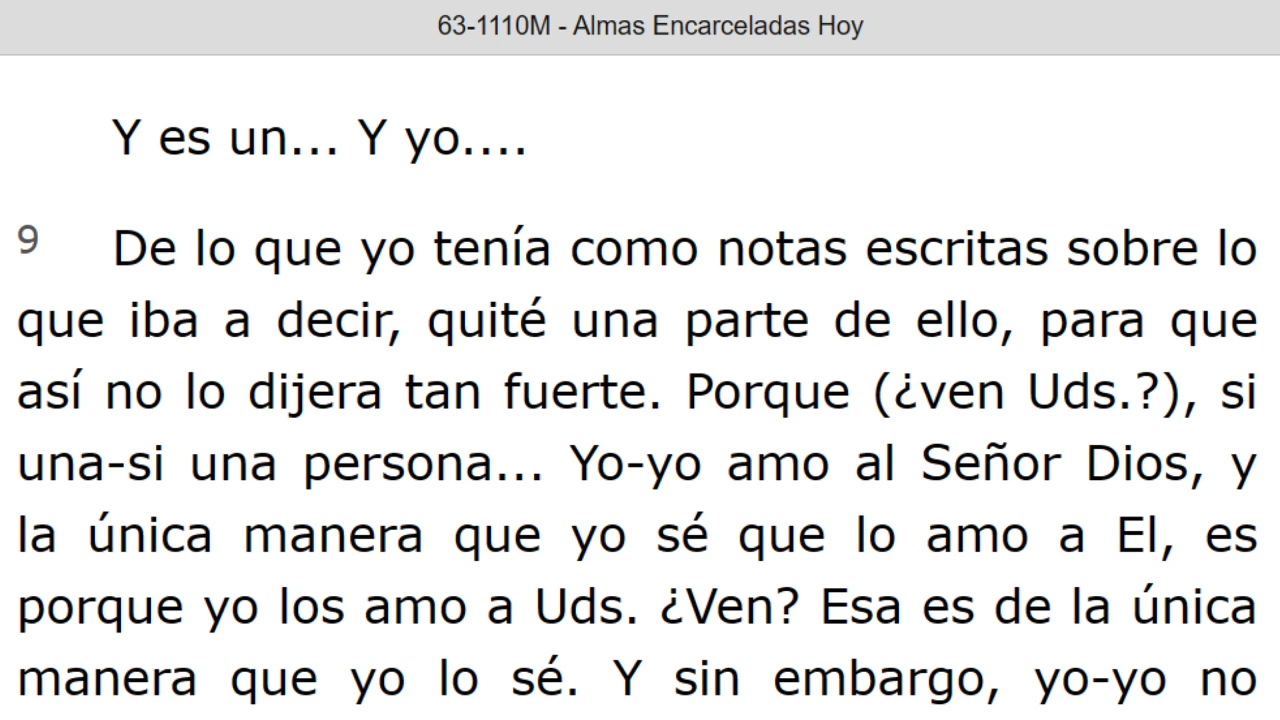 63-1110M - Almas Encarceladas Hoy
Y es un... Y yo....
9 De lo que yo tenía como notas escritas sobre lo
que iba a decir, quité una parte de ello, para que
así no lo dijera tan fuerte. Porque (¿ven Uds.?), si
una-si una persona... Yo-yo amo al Señor Dios, y
la única manera que yo sé que lo amo a El, es
porque yo los amo a Uds. ¿Ven? Esa es de la única
manera que yo lo sé. Y sin embargo, yo-yo no